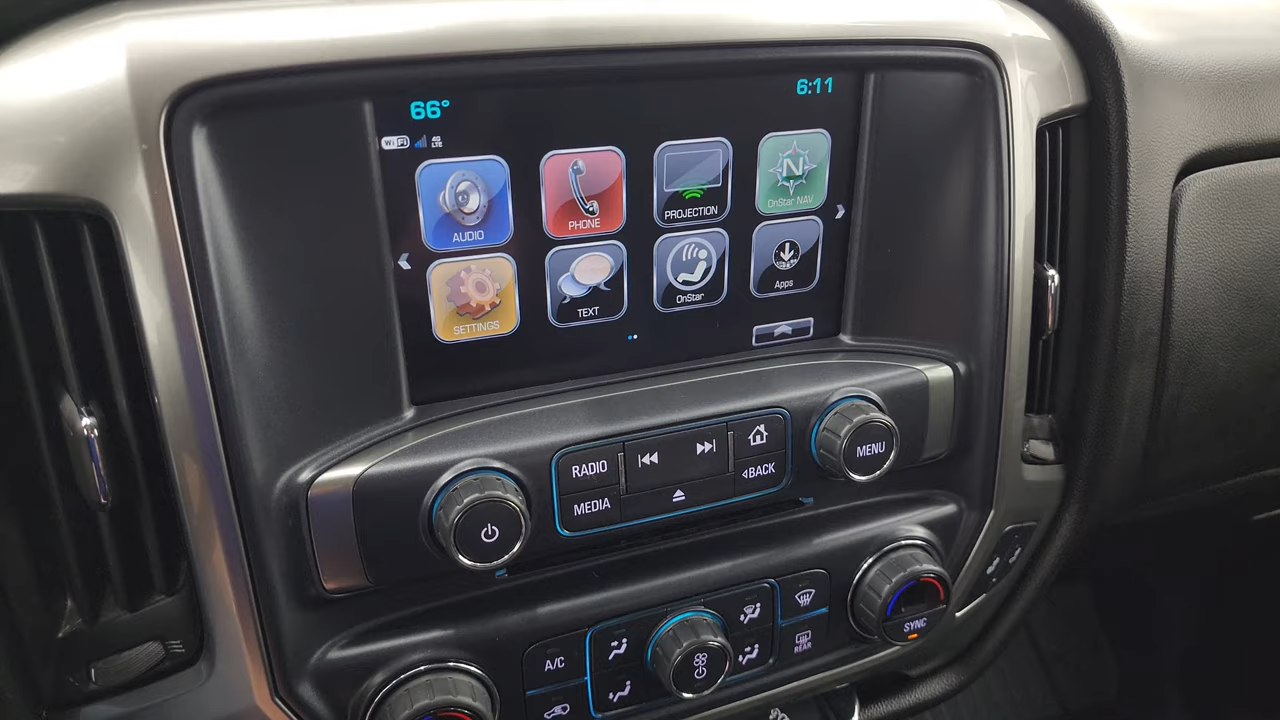 66°
6:11
WiFi
4G
LTE
AUDIO
PHONE
PROJECTION
N
OnStar NAV
SETTINGS
TEXT
OnStar
Apps
RADIO
MEDIA
BACK
MENU
A/C
REAR
SYNC